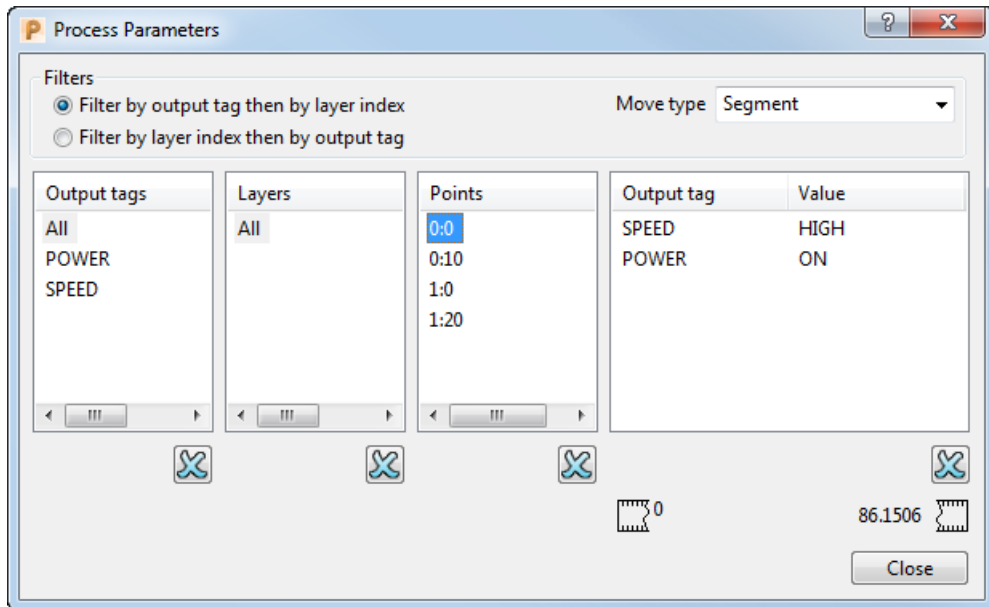 Process Parameters
Filters
Filter by output tag then by layer index
Move type Segment
Filter by layer index then by output tag
Output tags Layers Points Output tag Value
All All 0:0 SPEED HIGH
POWER 0:10 POWER ON
SPEED 1:0
1:20
0 86.1506
Close